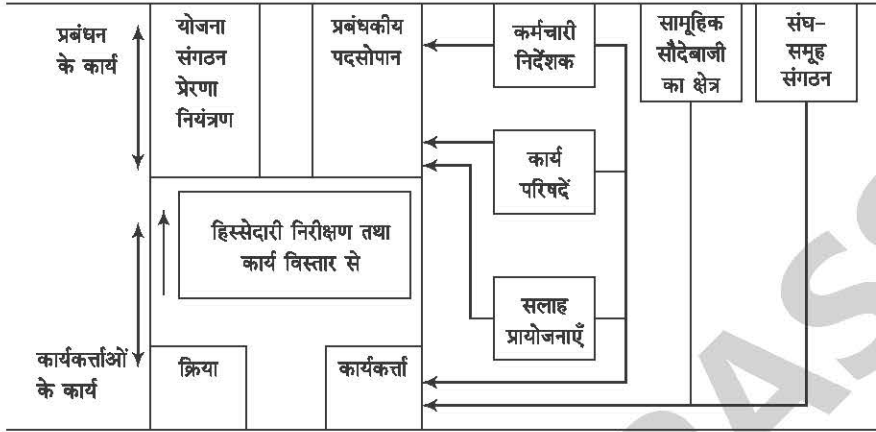 प्रबंधन
के कार्य
योजना
संगठन
प्रेरणा
नियंत्रण
प्रबंधकीय
पदसोपान
कर्मचारी
निर्देशक
सामूहिक
सौदेबाजी
का क्षेत्र
संघ-
समूह
संगठन
कार्य
परिषदें
हिस्सेदारी निरीक्षण तथा
कार्य विस्तार से
सलाह
प्रायोजनाएँ
कार्यकर्त्ताओं
के कार्य
क्रिया
कार्यकर्त्ता